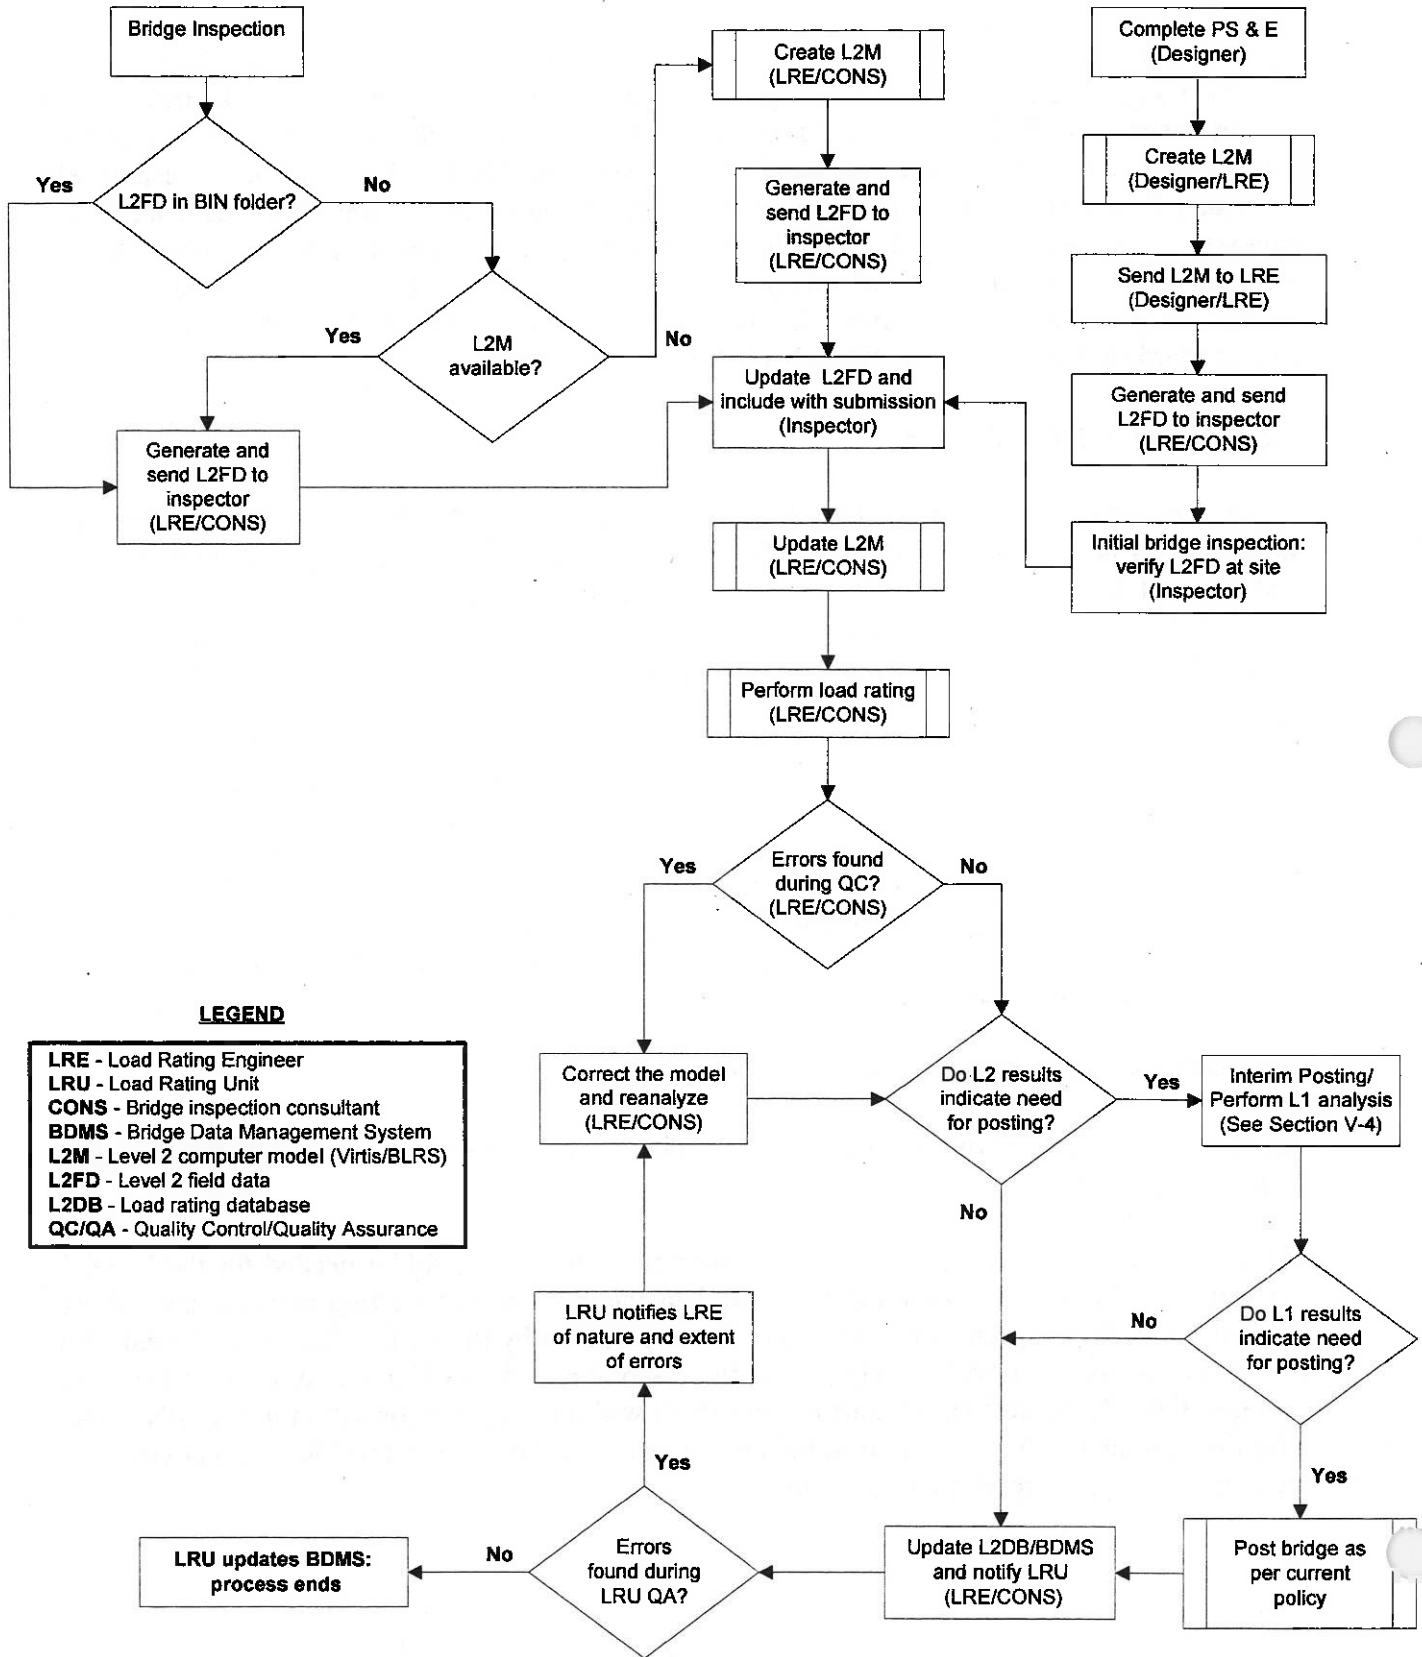 Bridge Inspection
L2FD in BIN folder?
Yes
No
L2M
available?
Yes
No
Generate and
send L2FD to
inspector
(LRE/CONS)
Create L2M
(LRE/CONS)
Generate and
send L2FD to
inspector
(LRE/CONS)
Update L2FD and
include with submission
(Inspector)
Update L2M
(LRE/CONS)
Perform load rating
(LRE/CONS)
Complete PS & E
(Designer)
Create L2M
(Designer/LRE)
Send L2M to LRE
(Designer/LRE)
Generate and send
L2FD to inspector
(LRE/CONS)
Initial bridge inspection:
verify L2FD at site
(Inspector)
Errors found
during QC?
(LRE/CONS)
Yes
No
Correct the model
and reanalyze
(LRE/CONS)
Do L2 results
indicate need
for posting?
Yes
No
Interim Posting/
Perform L1 analysis
(See Section V-4)
Do L1 results
indicate need
for posting?
No
Yes
Post bridge as
per current
policy
Update L2DB/BDMS
and notify LRU
(LRE/CONS)
Errors
found during
LRU QA?
Yes
No
LRU notifies LRE
of nature and extent
of errors
LRU updates BDMS:
process ends
LEGEND
LRE - Load Rating Engineer
LRU - Load Rating Unit
CONS - Bridge inspection consultant
BDMS - Bridge Data Management System
L2M - Level 2 computer model (Virtis/BLRS)
L2FD - Level 2 field data
L2DB - Load rating database
QC/QA - Quality Control/Quality Assurance